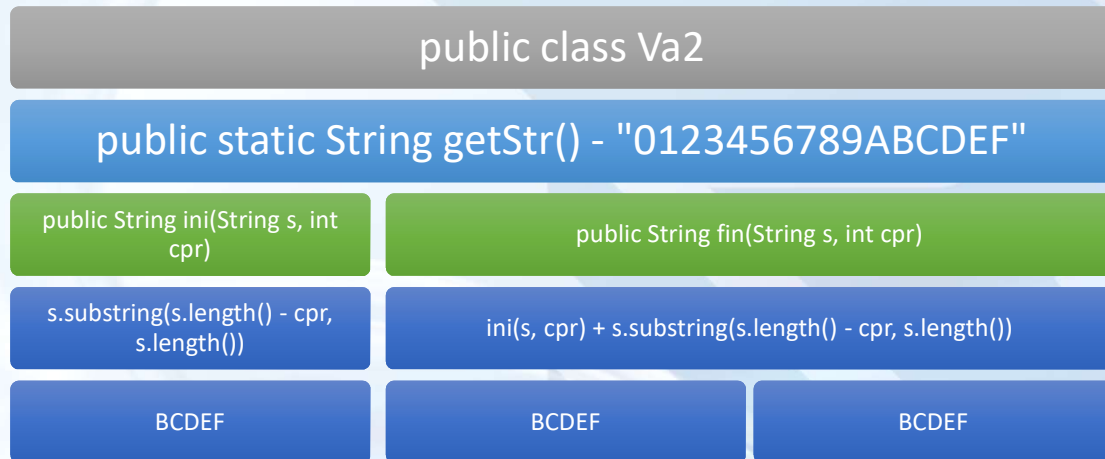 public class Va2
public static String getStr() - "0123456789ABCDEF"
public String ini(String s, int
cpr)
public String fin(String s, int cpr)
s.substring(s.length() - cpr,
s.length())
ini(s, cpr) + s.substring(s.length() - cpr, s.length())
BCDEF
BCDEF
BCDEF